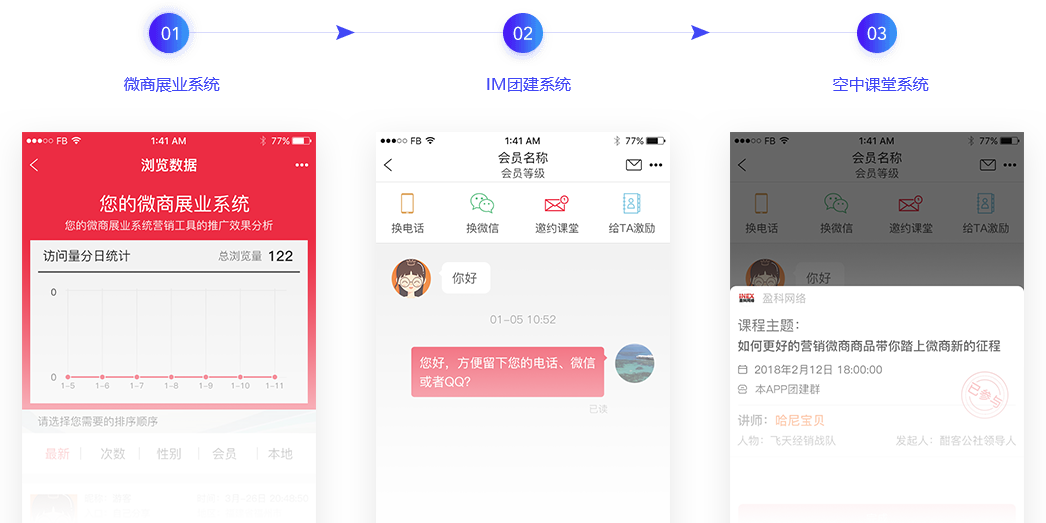 01
02
03
微商展业系统
IM团建系统
空中课堂系统
FB
1:41 AM
77%
浏览数据
您的微商展业系统
您的微商展业系统营销工具的推广效果分析
访问量分日统计
总浏览量 122
0
0
1-5 1-6 1-7 1-8 1-9 1-10 1-11
请选择您需要的排序顺序
最新 次数 性别 会员 本地
FB
1:41 AM
77%
会员名称
会员等级
换电话 换微信 邀约课堂 给TA激励
你好
01-05 10:52
您好，方便留下您的电话、微信
或者QQ?
已读
FB
1:41 AM
77%
会员名称
会员等级
换电话 换微信 邀约课堂 给TA激励
你好
盈科网络
课程主题：
如何更好的营销微商商品带你踏上微商新的征程
2018年2月12日 18:00:00
本APP团建群
已参与
讲师：哈尼宝贝
人物：飞天经销战队
发起人：酣客公社领导人